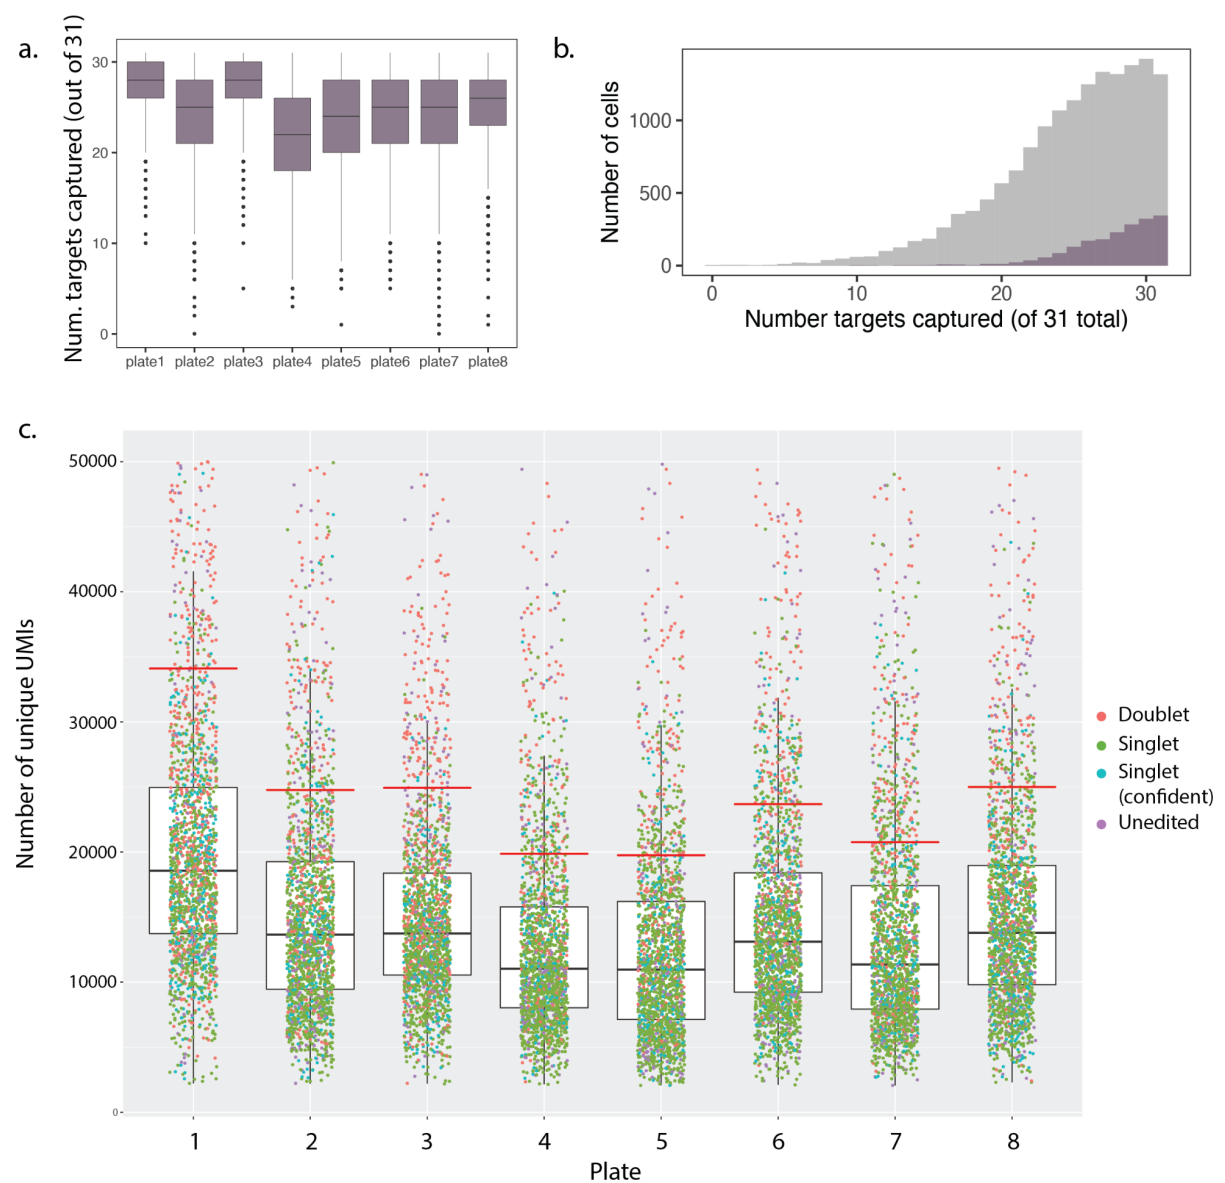 a.
Num. targets captured (out of 31)
30
20
10
0
plate1 plate2 plate3 plate4 plate5 plate6 plate7 plate8
b.
Number of cells
1000
500
0
0 10 20 30
Number targets captured (of 31 total)
c.
Number of unique UMIs
50000
40000
30000
20000
10000
0
1 2 3 4 5 6 7 8
Plate
Doublet
Singlet
Singlet
(confident)
Unedited